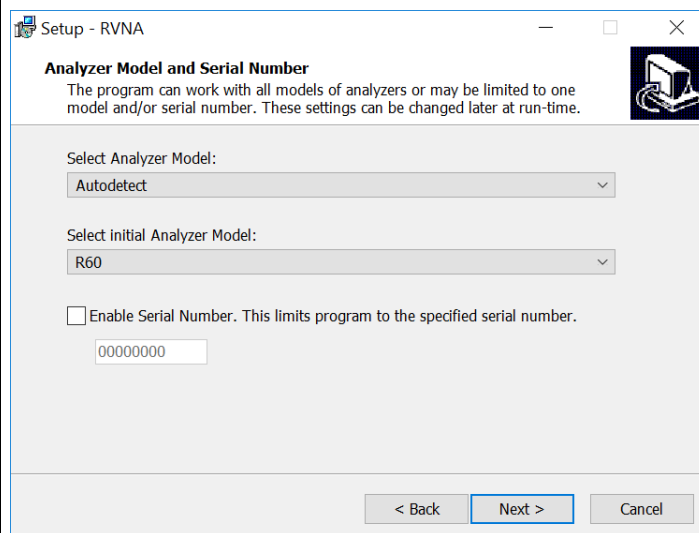 Setup - RVNA
Analyzer Model and Serial Number
The program can work with all models of analyzers or may be limited to one
model and/or serial number. These settings can be changed later at run-time.
Select Analyzer Model:
Autodetect
Select initial Analyzer Model:
R60
Enable Serial Number. This limits program to the specified serial number.
00000000
< Back
Next >
Cancel